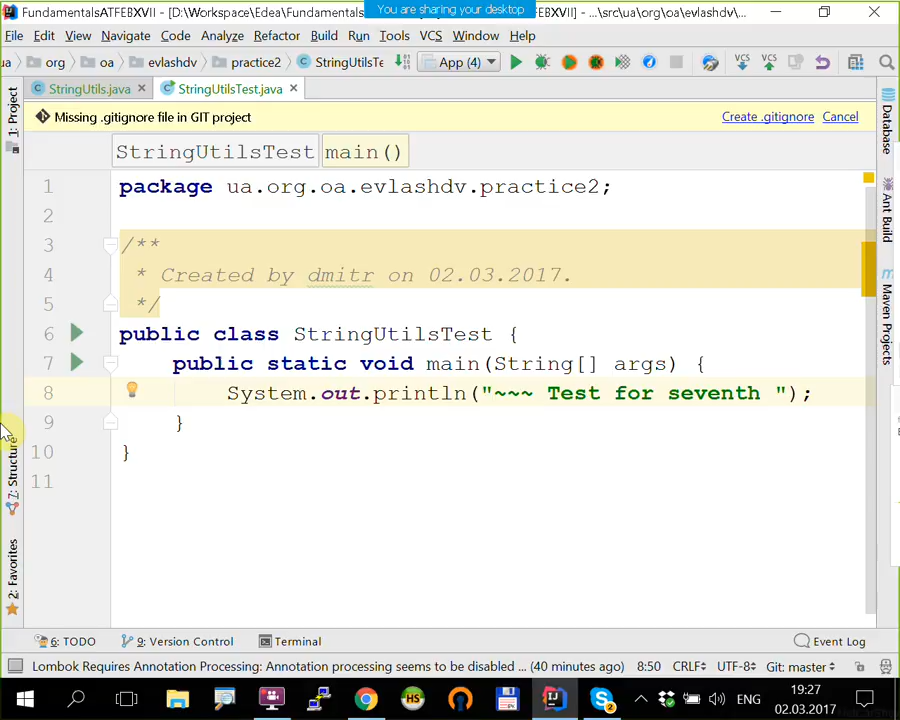 FundamentalsATFEBXVII - [D:\Workspace\Edea\Fundamentals
You are sharing your desktop
DFEBXVII] - ...\src\ua\org\oa\evlashdv\...
File Edit View Navigate Code Analyze Refactor Build Run Tools VCS Window Help
ua org oa evlashdv practice2 StringUtilsTe App (4) VCS VCS
StringUtils.java StringUtilsTest.java
Missing .gitignore file in GIT project Create .gitignore Cancel
StringUtilsTest main()
1 package ua.org.oa.evlashdv.practice2;
2
3 /**
4 * Created by dmitr on 02.03.2017.
5 */
6 public class StringUtilsTest {
7 public static void main(String[] args) {
8 System.out.println("~~~ Test for seventh ");
9 }
10 }
11
1: Project
7: Structure
2: Favorites
Database
Ant Build
Maven Projects
6: TODO 9: Version Control Terminal Event Log
Lombok Requires Annotation Processing: Annotation processing seems to be disabled ... (40 minutes ago) 8:50 CRLF UTF-8 Git: master
HS ENG 19:27
02.03.2017